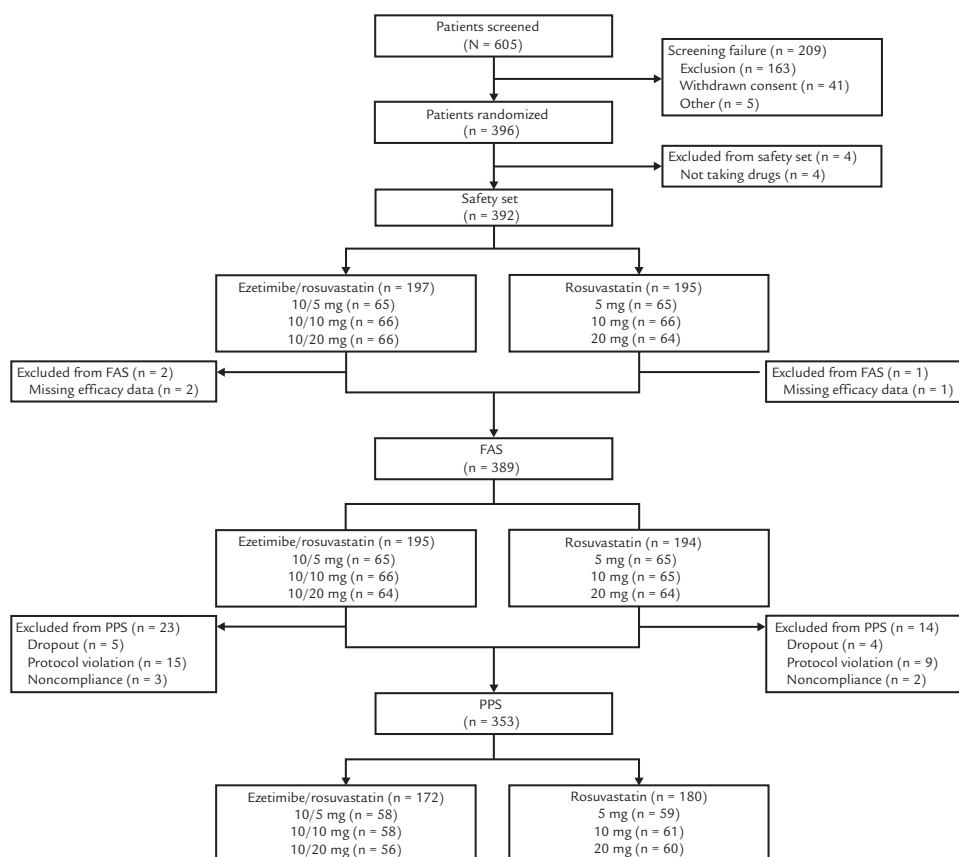 Patients screened
(N = 605)
Screening failure (n = 209)
Exclusion (n = 163)
Withdrawn consent (n = 41)
Other (n = 5)
Patients randomized
(n = 396)
Excluded from safety set (n = 4)
Not taking drugs (n = 4)
Safety set
(n = 392)
Ezetimibe/rosuvastatin (n = 197)
10/5 mg (n = 65)
10/10 mg (n = 66)
10/20 mg (n = 66)
Rosuvastatin (n = 195)
5 mg (n = 65)
10 mg (n = 66)
20 mg (n = 64)
Excluded from FAS (n = 2)
Missing efficacy data (n = 2)
Excluded from FAS (n = 1)
Missing efficacy data (n = 1)
FAS
(n = 389)
Ezetimibe/rosuvastatin (n = 195)
10/5 mg (n = 65)
10/10 mg (n = 66)
10/20 mg (n = 64)
Rosuvastatin (n = 194)
5 mg (n = 65)
10 mg (n = 65)
20 mg (n = 64)
Excluded from PPS (n = 23)
Dropout (n = 5)
Protocol violation (n = 15)
Noncompliance (n = 3)
Excluded from PPS (n = 14)
Dropout (n = 4)
Protocol violation (n = 9)
Noncompliance (n = 2)
PPS
(n = 353)
Ezetimibe/rosuvastatin (n = 172)
10/5 mg (n = 58)
10/10 mg (n = 58)
10/20 mg (n = 56)
Rosuvastatin (n = 180)
5 mg (n = 59)
10 mg (n = 61)
20 mg (n = 60)